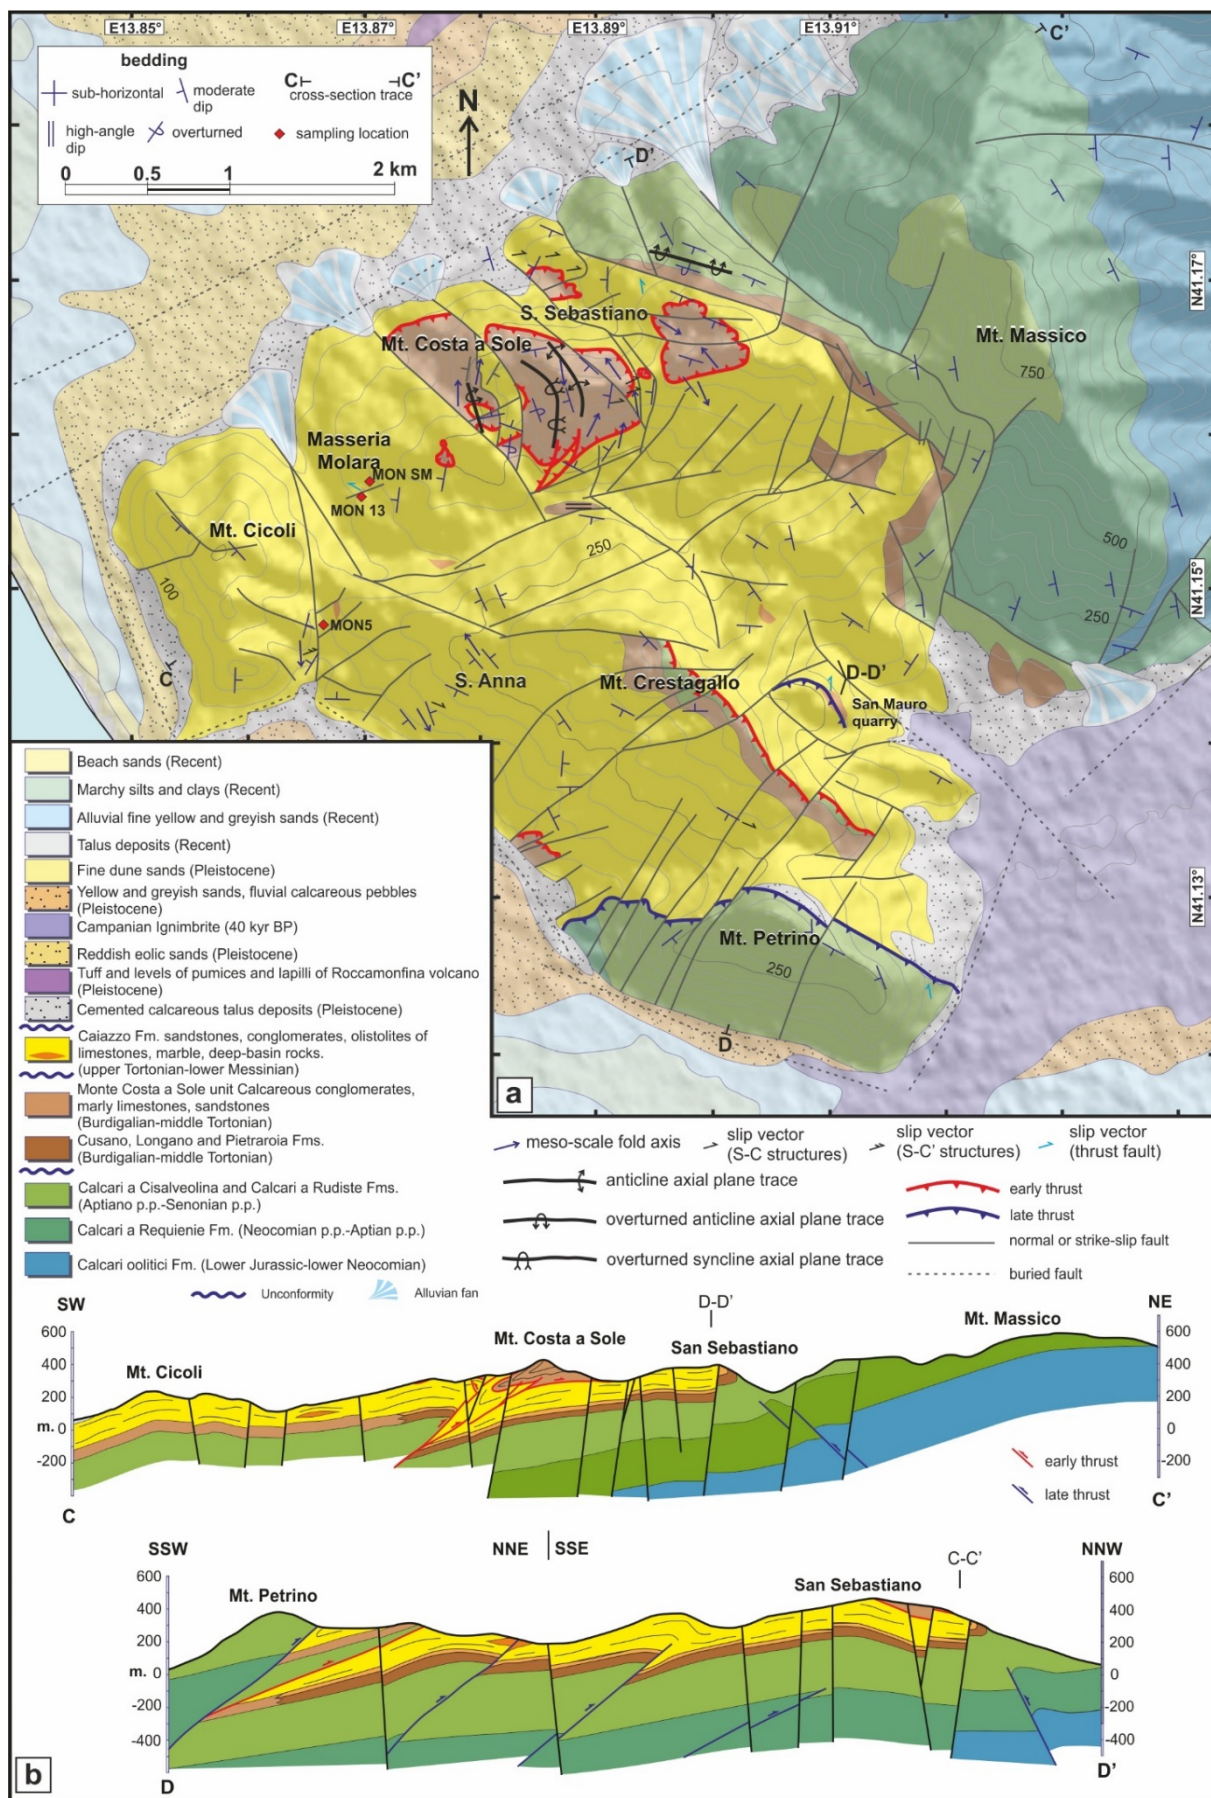 E13.85°
E13.87°
E13.89°
E13.91°
C'
bedding
sub-horizontal
moderate
dip
C
C'
cross-section trace
high-angle
dip
overturned
sampling location
0
0.5
1
2 km
N
D'
N41.17°
S. Sebastiano
Mt. Costa a Sole
Mt. Massico
750
Masseria
Molara
MON SM
MON 13
Mt. Cicoli
250
500
100
N41.15°
250
MON5
C
S. Anna
Mt. Crestagallo
D-D'
San Mauro
quarry
N41.13°
Mt. Petrino
250
D
a
Beach sands (Recent)
Marchy silts and clays (Recent)
Alluvial fine yellow and greyish sands (Recent)
Talus deposits (Recent)
Fine dune sands (Pleistocene)
Yellow and greyish sands, fluvial calcareous pebbles
(Pleistocene)
Campanian Ignimbrite (40 kyr BP)
Reddish eolic sands (Pleistocene)
Tuff and levels of pumices and lapilli of Roccamonfina volcano
(Pleistocene)
Cemented calcareous talus deposits (Pleistocene)
Caiazzo Fm. sandstones, conglomerates, olistolites of
limestones, marble, deep-basin rocks.
(upper Tortonian-lower Messinian)
Monte Costa a Sole unit Calcareous conglomerates,
marly limestones, sandstones
(Burdigalian-middle Tortonian)
Cusano, Longano and Pietraroia Fms.
(Burdigalian-middle Tortonian)
Calcari a Cisalveolina and Calcari a Rudiste Fms.
(Aptiano p.p.-Senonian p.p.)
Calcari a Requienie Fm. (Neocomian p.p.-Aptian p.p.)
Calcari oolitici Fm. (Lower Jurassic-lower Neocomian)
Unconformity
Alluvian fan
meso-scale fold axis
slip vector
(S-C structures)
slip vector
(S-C' structures)
slip vector
(thrust fault)
anticline axial plane trace
overturned anticline axial plane trace
overturned syncline axial plane trace
early thrust
late thrust
normal or strike-slip fault
buried fault
SW
NE
D-D'
Mt. Cicoli
Mt. Costa a Sole
San Sebastiano
Mt. Massico
600
400
200
m. 0
-200
600
400
200
0
-200
early thrust
late thrust
C
C'
SSW
NNE
SSE
NNW
C-C'
Mt. Petrino
San Sebastiano
600
400
200
m. 0
-200
-400
600
400
200
0
-200
-400
b
D
D'